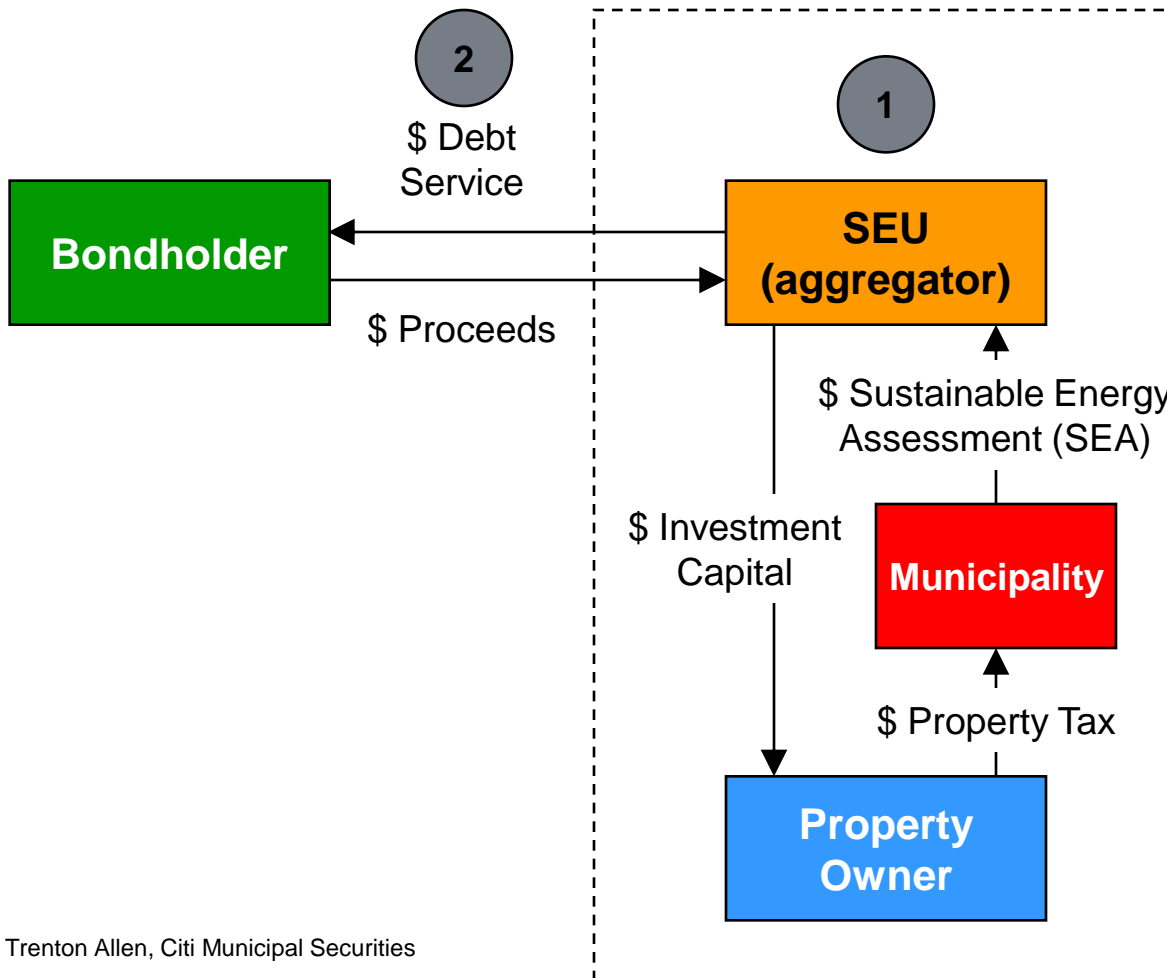 2
1
$ Debt
Service
Bondholder
SEU
(aggregator)
$ Proceeds
$ Sustainable Energy
Assessment (SEA)
$ Investment
Capital
Municipality
$ Property Tax
Property
Owner
Trenton Allen, Citi Municipal Securities